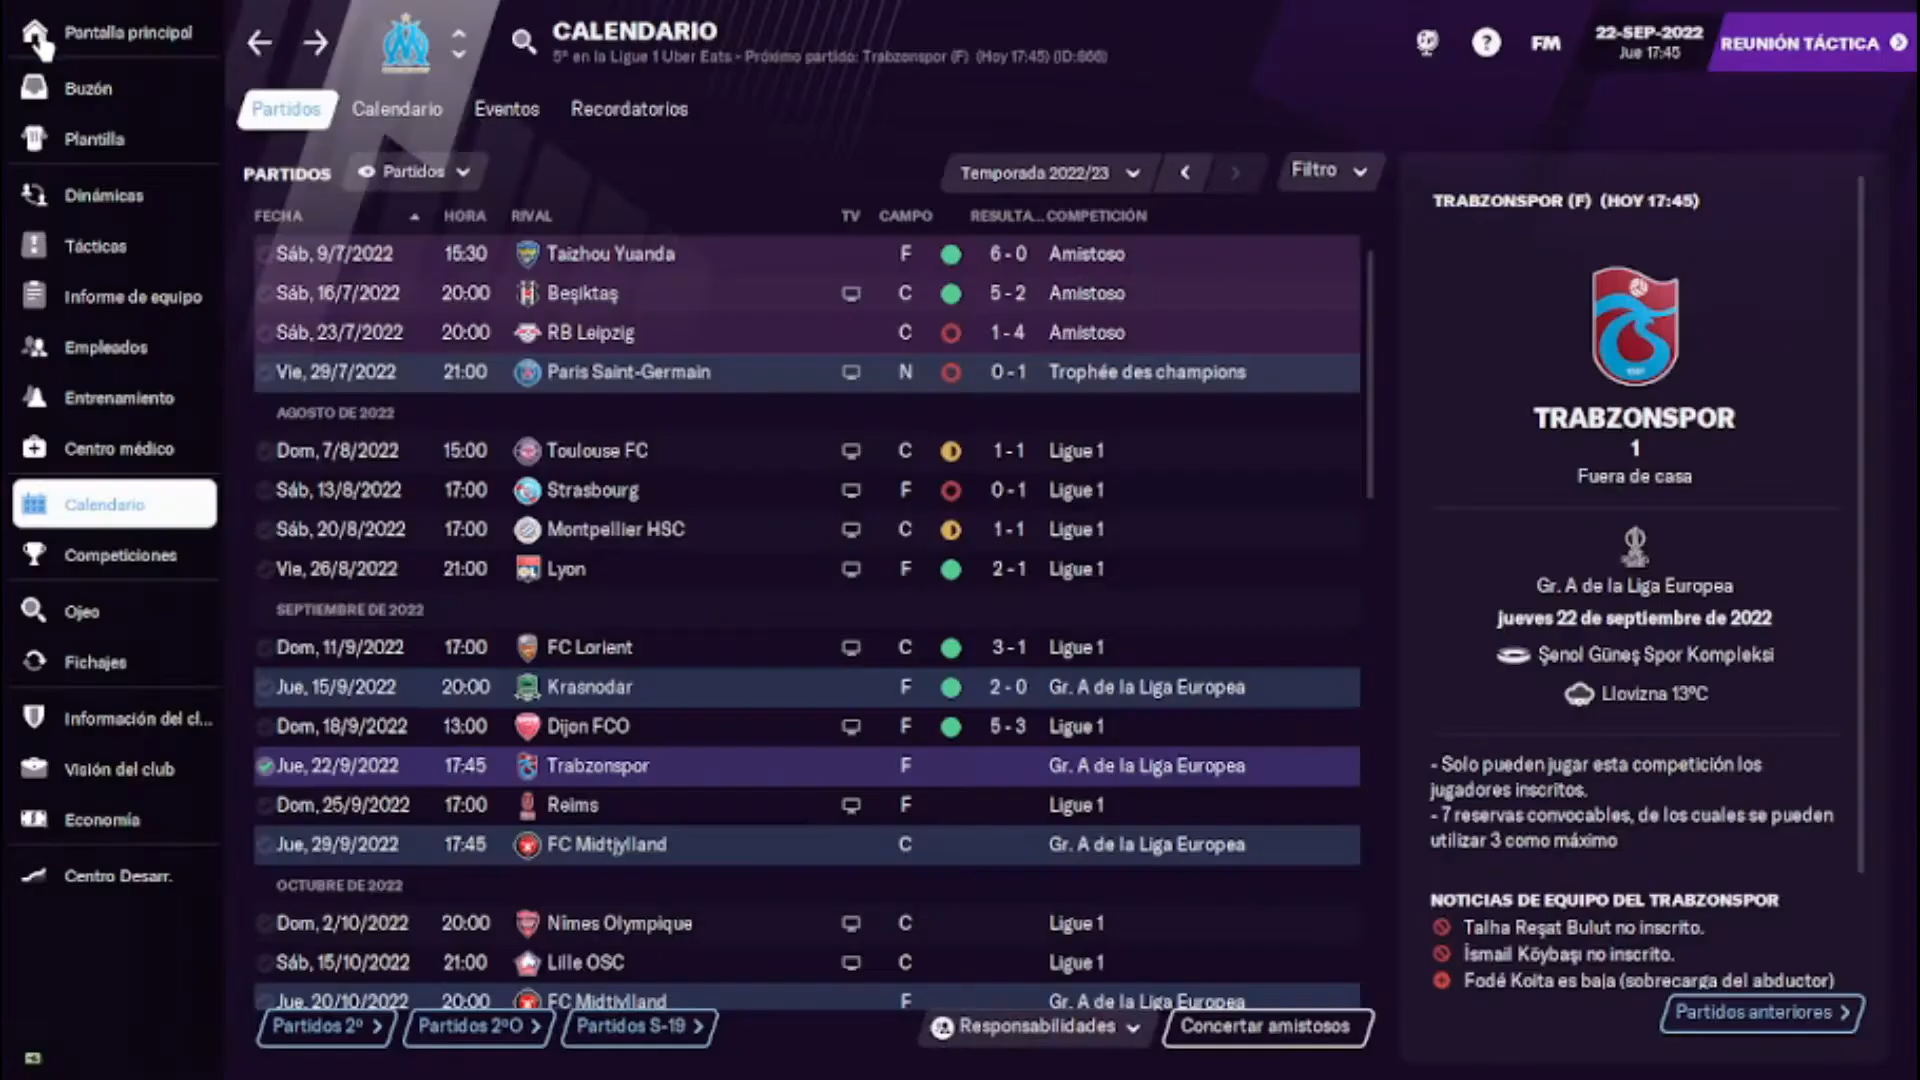 Pantalla principal
Buzón
Plantilla
Dinámicas
Tácticas
Informe de equipo
Empleados
Entrenamiento
Centro médico
Calendario
Competiciones
Ojeo
Fichajes
Información del cl...
Visión del club
Economía
Centro Desarr.
CALENDARIO
5º en la Ligue 1 Uber Eats - Próximo partido: Trabzonspor (F) (Hoy 17:45) (ID:666)
?
FM
22-SEP-2022
Jue 17:45
REUNIÓN TÁCTICA
Partidos Calendario Eventos Recordatorios
PARTIDOS Partidos Temporada 2022/23 Filtro
FECHA HORA RIVAL TV CAMPO RESULTA... COMPETICIÓN
Sáb, 9/7/2022 15:30 Taizhou Yuanda F 6 - 0 Amistoso
Sáb, 16/7/2022 20:00 Beşiktaş C 5 - 2 Amistoso
Sáb, 23/7/2022 20:00 RB Leipzig C 1 - 4 Amistoso
Vie, 29/7/2022 21:00 Paris Saint-Germain N 0 - 1 Trophée des champions
AGOSTO DE 2022
Dom, 7/8/2022 15:00 Toulouse FC C 1 - 1 Ligue 1
Sáb, 13/8/2022 17:00 Strasbourg F 0 - 1 Ligue 1
Sáb, 20/8/2022 17:00 Montpellier HSC C 1 - 1 Ligue 1
Vie, 26/8/2022 21:00 Lyon F 2 - 1 Ligue 1
SEPTIEMBRE DE 2022
Dom, 11/9/2022 17:00 FC Lorient C 3 - 1 Ligue 1
Jue, 15/9/2022 20:00 Krasnodar F 2 - 0 Gr. A de la Liga Europea
Dom, 18/9/2022 13:00 Dijon FCO F 5 - 3 Ligue 1
Jue, 22/9/2022 17:45 Trabzonspor F Gr. A de la Liga Europea
Dom, 25/9/2022 17:00 Reims F Ligue 1
Jue, 29/9/2022 17:45 FC Midtjylland C Gr. A de la Liga Europea
OCTUBRE DE 2022
Dom, 2/10/2022 20:00 Nîmes Olympique C Ligue 1
Sáb, 15/10/2022 21:00 Lille OSC C Ligue 1
Jue, 20/10/2022 20:00 FC Midtjylland F Gr. A de la Liga Europea
Partidos 2º Partidos 2ºO Partidos S-19 Responsabilidades Concertar amistosos
TRABZONSPOR (F) (HOY 17:45)
TRABZONSPOR
1
Fuera de casa
Gr. A de la Liga Europea
jueves 22 de septiembre de 2022
Şenol Güneş Spor Kompleksi
Llovizna 13ºC
- Solo pueden jugar esta competición los
jugadores inscritos.
- 7 reservas convocables, de los cuales se pueden
utilizar 3 como máximo
NOTICIAS DE EQUIPO DEL TRABZONSPOR
Talha Reşat Bulut no inscrito.
İsmail Köybaşı no inscrito.
Fodé Koita es baja (sobrecarga del abductor)
Partidos anteriores